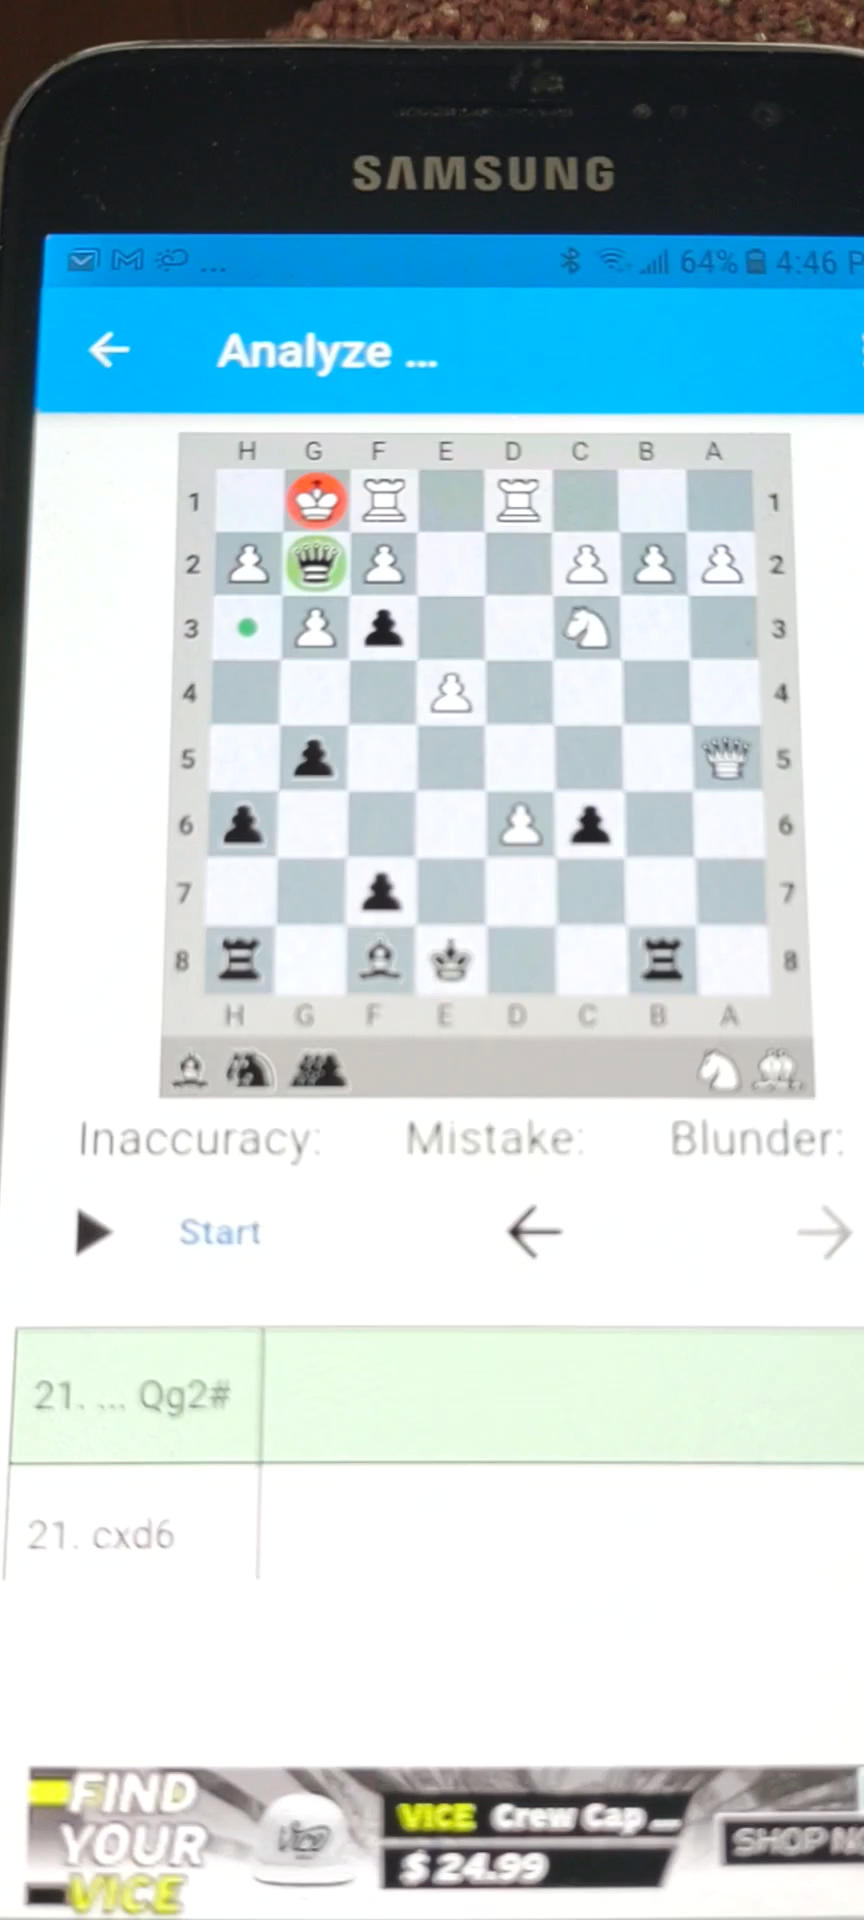 SAMSUNG
... 64% 4:46 P
Analyze ...
H G F E D C B A
1 1
2 2
3 3
4 4
5 5
6 6
7 7
8 8
H G F E D C B A
Inaccuracy: Mistake: Blunder:
Start
21. ... Qg2#
21. cxd6
FIND
YOUR
VICE
VICE Crew Cap ...
$24.99
SHOP N